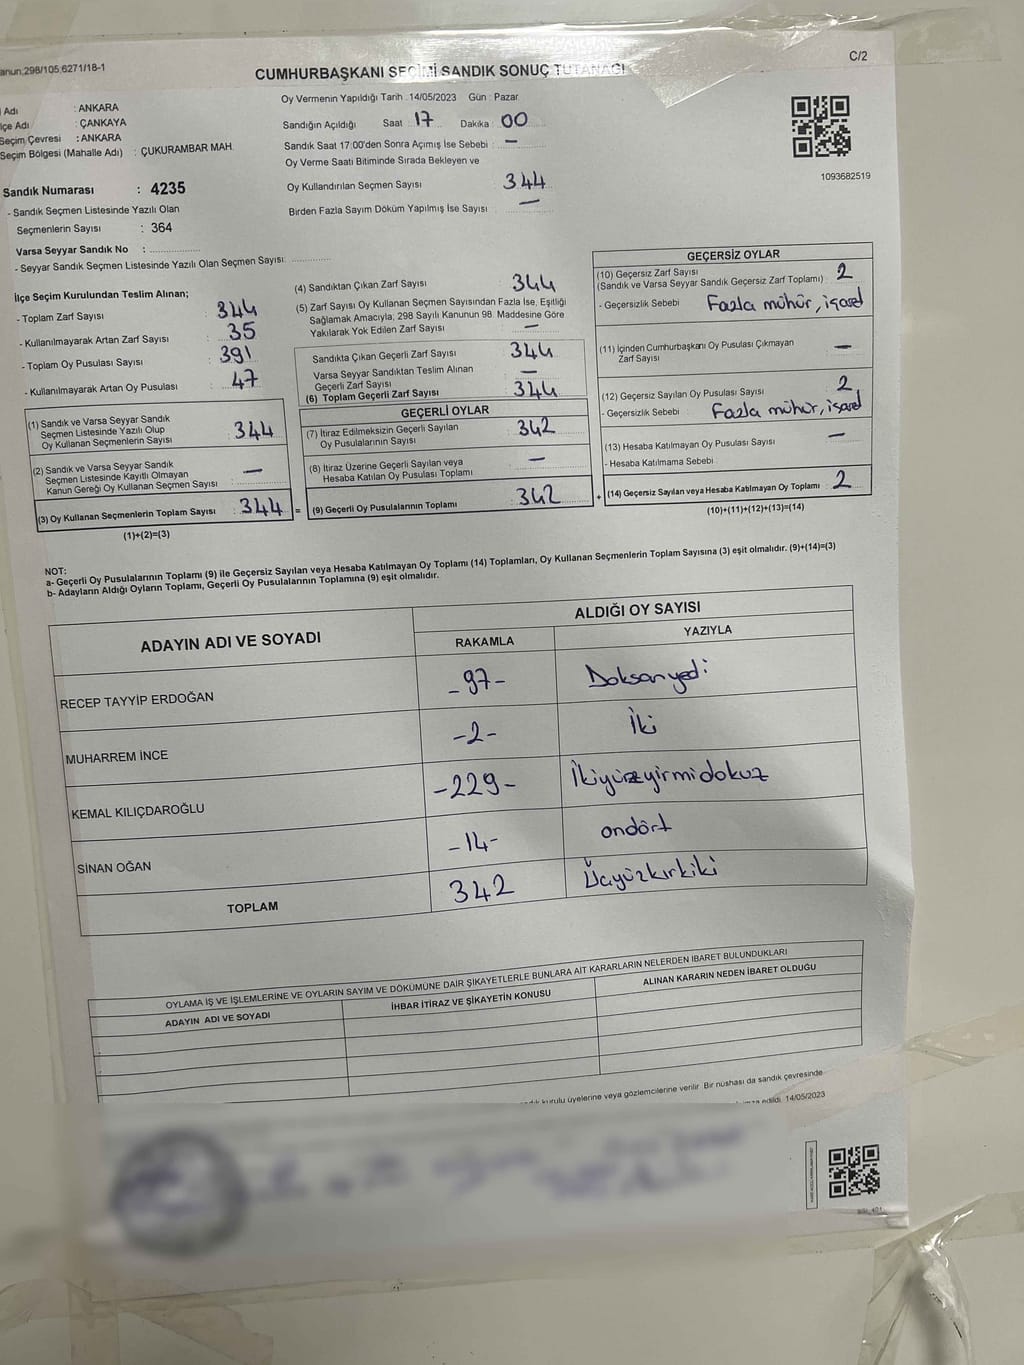 anun,298/105,6271/18-1
C/2
CUMHURBAŞKANI SEÇİMİ SANDIK SONUÇ TUTANAĞI
Adı : ANKARA
İlçe Adı : ÇANKAYA
Seçim Çevresi : ANKARA
Seçim Bölgesi (Mahalle Adı) : ÇUKURAMBAR MAH.
Sandık Numarası : 4235
- Sandık Seçmen Listesinde Yazılı Olan
Seçmenlerin Sayısı : 364
Varsa Seyyar Sandık No :
- Seyyar Sandık Seçmen Listesinde Yazılı Olan Seçmen Sayısı:
Oy Vermenin Yapıldığı Tarih : 14/05/2023 Gün : Pazar
Sandığın Açıldığı Saat : 17 Dakika : 00
Sandık Saat 17:00'den Sonra Açımış İse Sebebi : —
Oy Verme Saati Bitiminde Sırada Bekleyen ve
Oy Kullandırılan Seçmen Sayısı 344
Birden Fazla Sayım Döküm Yapılmış İse Sayısı —
1093682519
İlçe Seçim Kurulundan Teslim Alınan;
- Toplam Zarf Sayısı : 344
- Kullanılmayarak Artan Zarf Sayısı : 35
- Toplam Oy Pusulası Sayısı : 391
- Kullanılmayarak Artan Oy Pusulası : 47
(1) Sandık ve Varsa Seyyar Sandık
Seçmen Listesinde Yazılı Olup
Oy Kullanan Seçmenlerin Sayısı : 344
(2) Sandık ve Varsa Seyyar Sandık
Seçmen Listesinde Kayıtlı Olmayan
Kanun Gereği Oy Kullanan Seçmen Sayısı : —
(3) Oy Kullanan Seçmenlerin Toplam Sayısı : 344
(1)+(2)=(3)
(4) Sandıktan Çıkan Zarf Sayısı : 344
(5) Zarf Sayısı Oy Kullanan Seçmen Sayısından Fazla İse, Eşitliği
Sağlamak Amacıyla; 298 Sayılı Kanunun 98. Maddesine Göre
Yakılarak Yok Edilen Zarf Sayısı : —
Sandıkta Çıkan Geçerli Zarf Sayısı : 344
Varsa Seyyar Sandıktan Teslim Alınan
Geçerli Zarf Sayısı : —
(6) Toplam Geçerli Zarf Sayısı : 344
GEÇERLİ OYLAR
(7) İtiraz Edilmeksizin Geçerli Sayılan
Oy Pusulalarının Sayısı : 342
(8) İtiraz Üzerine Geçerli Sayılan veya
Hesaba Katılan Oy Pusulası Toplamı : —
= (9) Geçerli Oy Pusulalarının Toplamı : 342 +
GEÇERSİZ OYLAR
(10) Geçersiz Zarf Sayısı
(Sandık ve Varsa Seyyar Sandık Geçersiz Zarf Toplamı) : 2
- Geçersizlik Sebebi : Fazla mühür, işaret
(11) İçinden Cumhurbaşkanı Oy Pusulası Çıkmayan
Zarf Sayısı : —
(12) Geçersiz Sayılan Oy Pusulası Sayısı : 2
- Geçersizlik Sebebi : Fazla mühür, işaret
(13) Hesaba Katılmayan Oy Pusulası Sayısı : —
- Hesaba Katılmama Sebebi :
(14) Geçersiz Sayılan veya Hesaba Katılmayan Oy Toplamı : 2
(10)+(11)+(12)+(13)=(14)
NOT:
a- Geçerli Oy Pusulalarının Toplamı (9) ile Geçersiz Sayılan veya Hesaba Katılmayan Oy Toplamı (14) Toplamları, Oy Kullanan Seçmenlerin Toplam Sayısına (3) eşit olmalıdır. (9)+(14)=(3)
b- Adayların Aldığı Oyların Toplamı, Geçerli Oy Pusulalarının Toplamına (9) eşit olmalıdır.
ADAYIN ADI VE SOYADI
ALDIĞI OY SAYISI
RAKAMLA YAZIYLA
RECEP TAYYİP ERDOĞAN -97- Doksanyedi
MUHARREM İNCE -2- İki
KEMAL KILIÇDAROĞLU -229- İkiyüzyirmidokuz
SİNAN OĞAN -14- ondört
TOPLAM 342 Üçyüzkırkiki
OYLAMA İŞ VE İŞLEMLERİNE VE OYLARIN SAYIM VE DÖKÜMÜNE DAİR ŞİKAYETLERLE BUNLARA AİT KARARLARIN NELERDEN İBARET BULUNDUKLARI
ADAYIN ADI VE SOYADI İHBAR İTİRAZ VE ŞİKAYETİN KONUSU ALINAN KARARIN NEDEN İBARET OLDUĞU
kurulu üyelerine veya gözlemcilerine verilir. Bir nüshası da sandık çevresinde
edildi. 14/05/2023